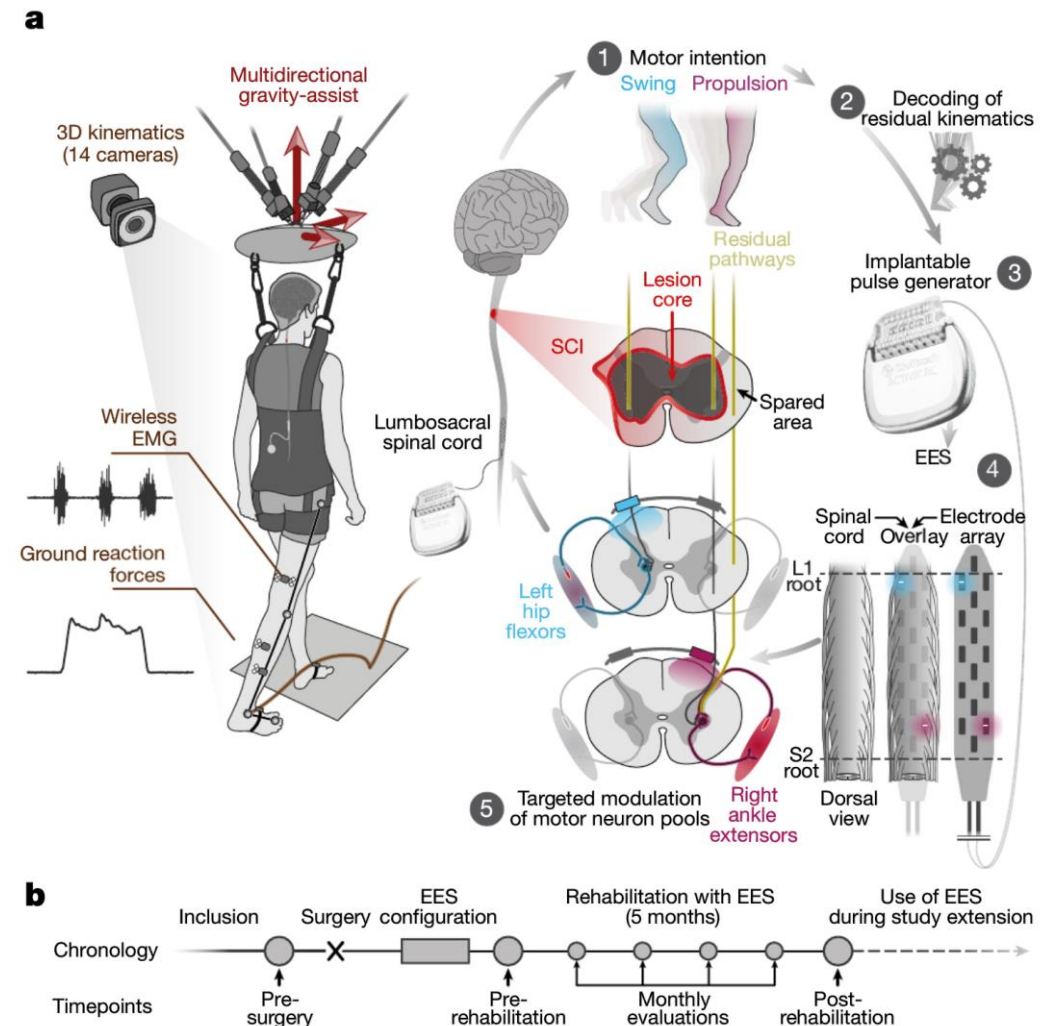 a
Multidirectional
gravity-assist
3D kinematics
(14 cameras)
Wireless
EMG
Ground reaction
forces
1 Motor intention
Swing Propulsion
2 Decoding of
residual kinematics
Residual
pathways
Lesion
core
SCI
Spared
area
Lumbosacral
spinal cord
Implantable
pulse generator 3
EES
4
Spinal
cord
Overlay
Electrode
array
L1
root
S2
root
Dorsal
view
Left
hip
flexors
5 Targeted modulation
of motor neuron pools
Right
ankle
extensors
b
Inclusion
Surgery
EES
configuration
Rehabilitation with EES
(5 months)
Use of EES
during study extension
Chronology
Timepoints
Pre-
surgery
Pre-
rehabilitation
Monthly
evaluations
Post-
rehabilitation